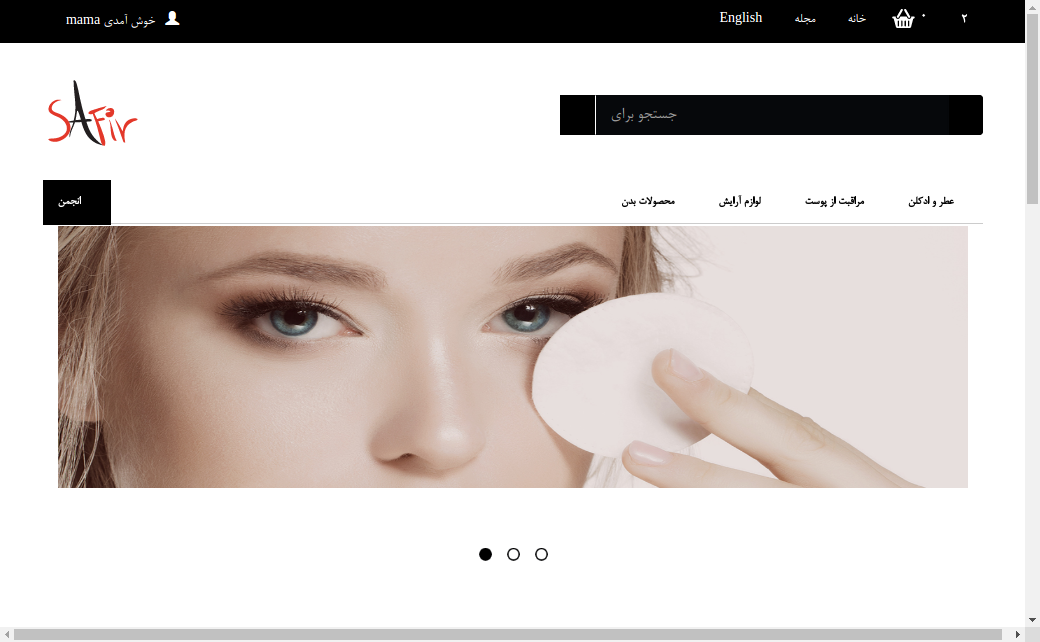 ۲ ۰ خانه مجله English
خوش آمدی mama
SAFir
جستجو برای
عطر و ادکلن مراقبت از پوست لوازم آرایش محصولات بدن انجمن